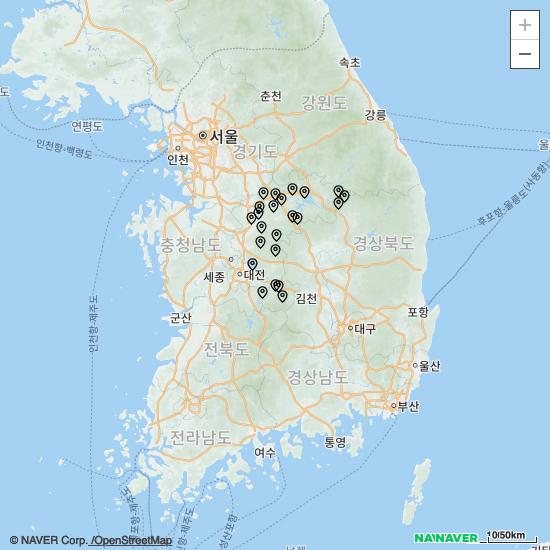 속초
춘천
강원도
도
강릉
연평도
서울
인천
경기도
인천항-백령도
울
후포항-울릉도(사동항)
충청남도
경상북도
세종
대전
김천
인천항-제주도
군산
포항
대구
전북도
울산
경상남도
부산
전라남도
여수
통영
© NAVER Corp. /OpenStreetMap
NAVER
10/50km